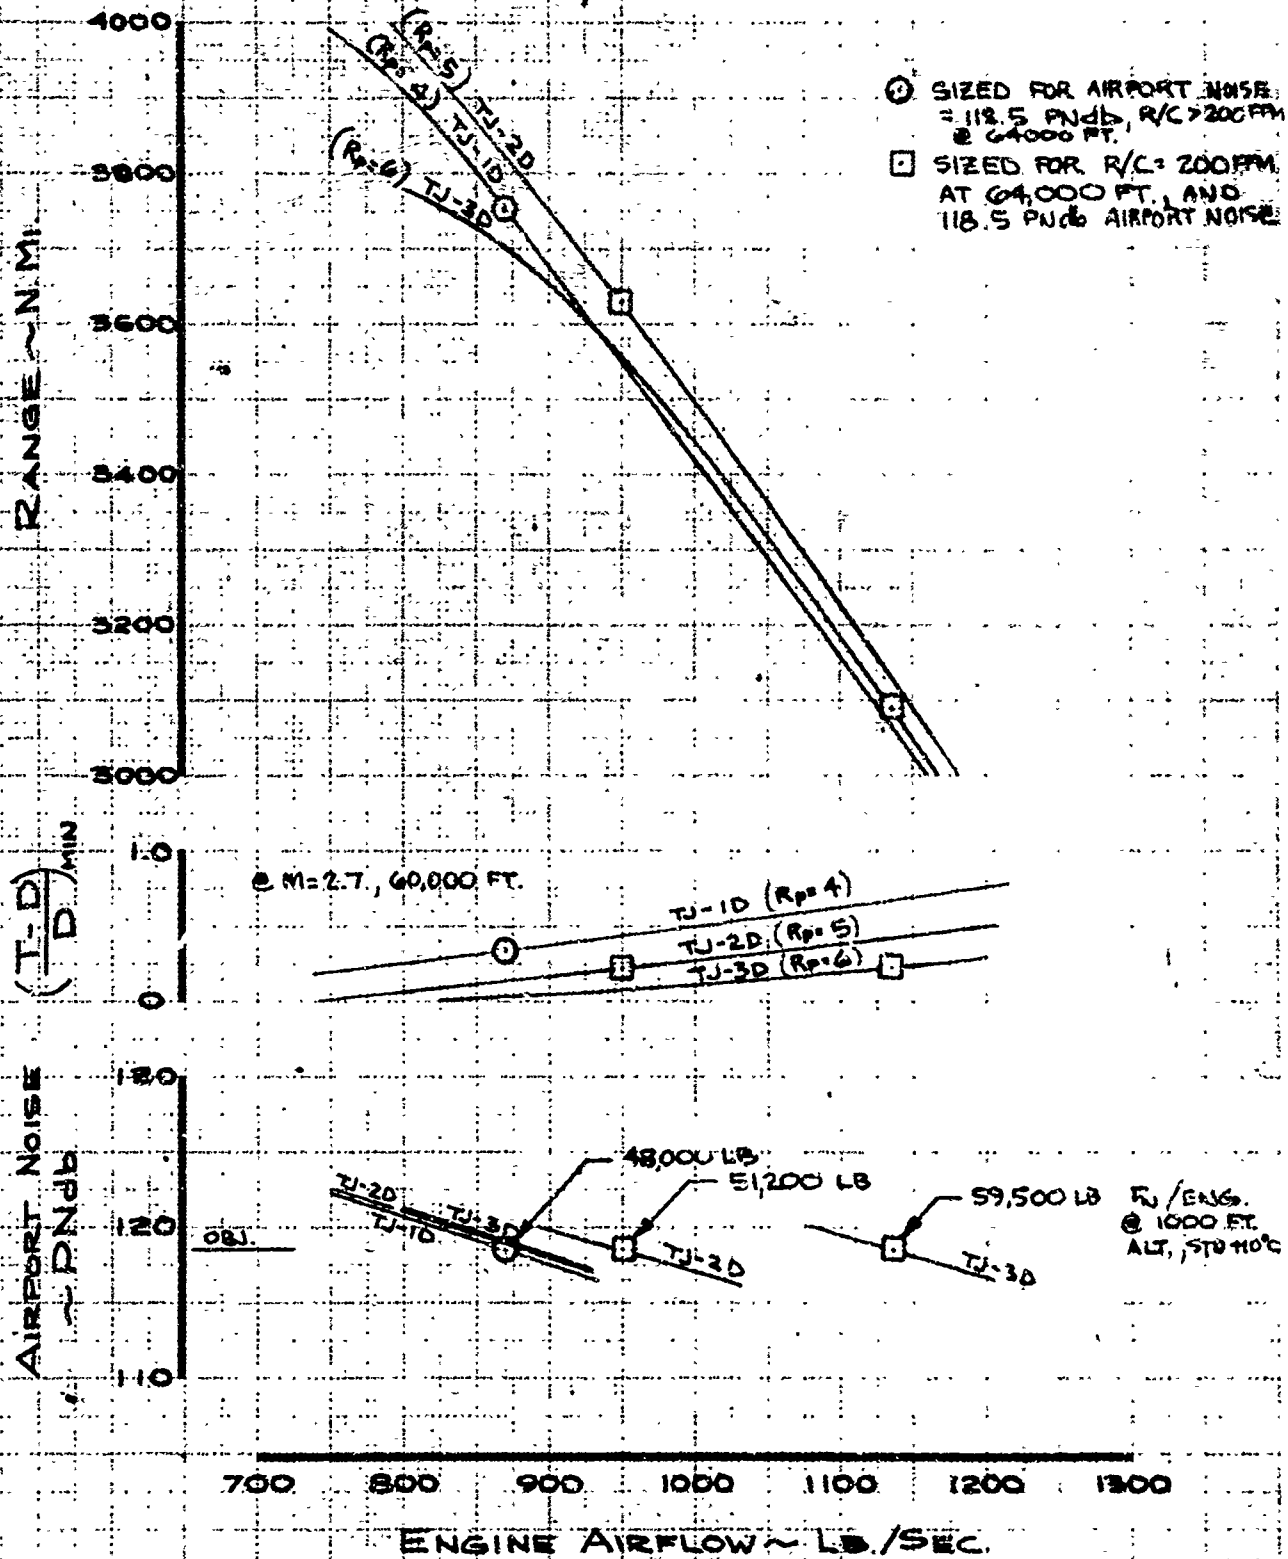 4000
3800
3600
3400
3200
3000
RANGE ~ N.MI.
(Rp=5) TJ-2D
(Rp=4) TJ-1D
(Rp=6) TJ-3D
SIZED FOR AIRPORT NOISE
= 118.5 PNdb, R/C>200FPM
@ 64000 FT.
SIZED FOR R/C= 200FPM
AT 64,000 FT., AND
118.5 PNdb AIRPORT NOISE
(T-D/D)MIN
1.0
0
@ M=2.7, 60,000 FT.
TJ-1D (Rp=4)
TJ-2D (Rp=5)
TJ-3D (Rp=6)
AIRPORT NOISE
~ PNdb
130
120
110
OBJ.
TJ-2D
TJ-1D
TJ-3D
48,000 LB
51,200 LB
TJ-2D
59,500 LB FN/ENG.
@ 1000 FT.
ALT., STD+10°C
TJ-3D
700 800 900 1000 1100 1200 1300
ENGINE AIRFLOW ~ LB./SEC.